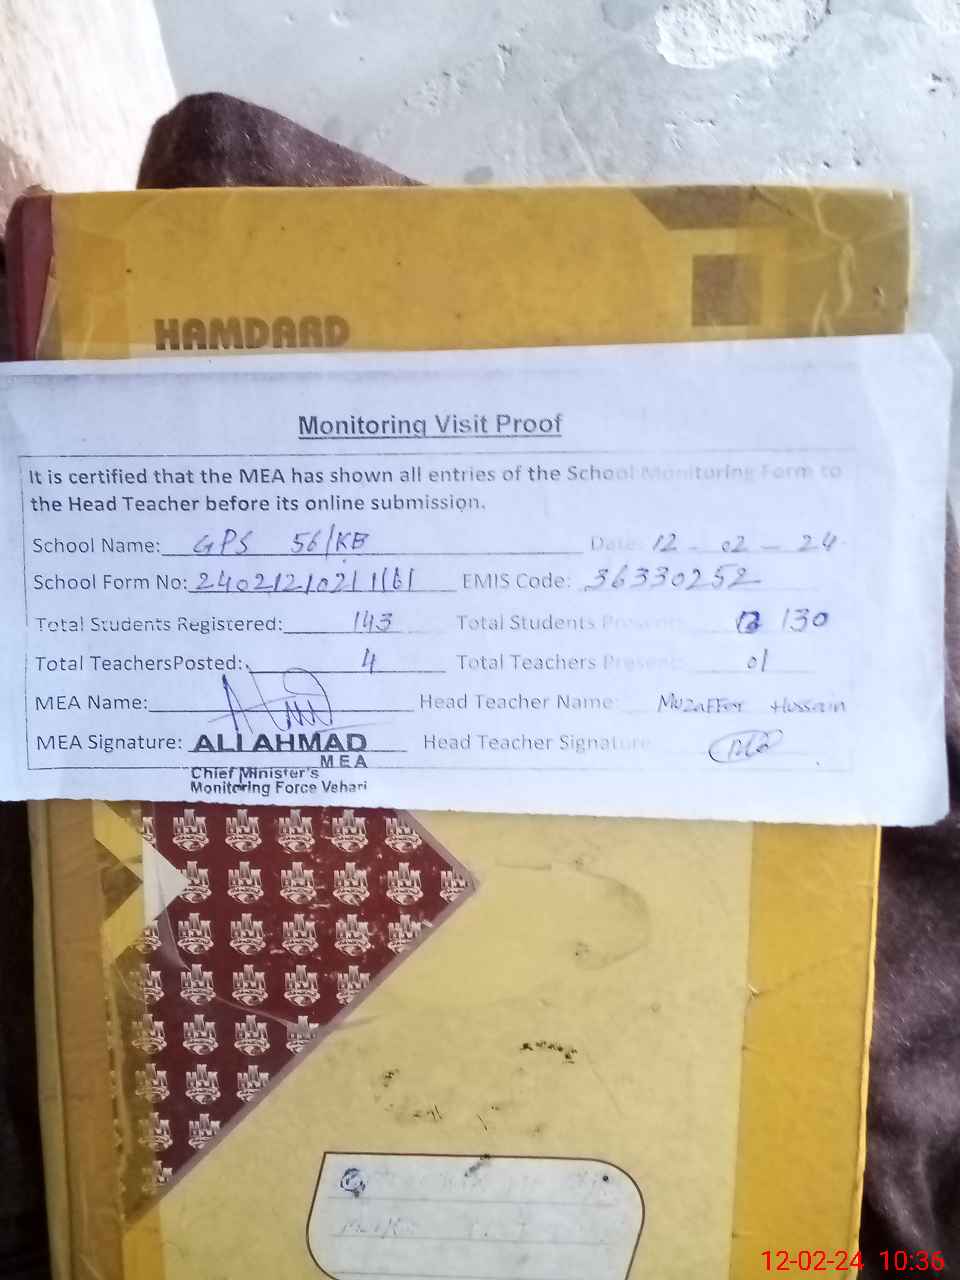 HAMDARD
Monitoring Visit Proof
It is certified that the MEA has shown all entries of the School Monitoring Form to
the Head Teacher before its online submission.
School Name: GPS 56/KB Date: 12 - 02 - 24
School Form No: EMIS Code: 36330252
Total Students Registered: 143 Total Students Present: 130
Total TeachersPosted: 4 Total Teachers Present: 01
MEA Name: Head Teacher Name: Muzaffer Hussain
MEA Signature: ALI AHMAD Head Teacher Signature
MEA
Chief Minister's
Monitoring Force Vehari
12-02-24 10:36